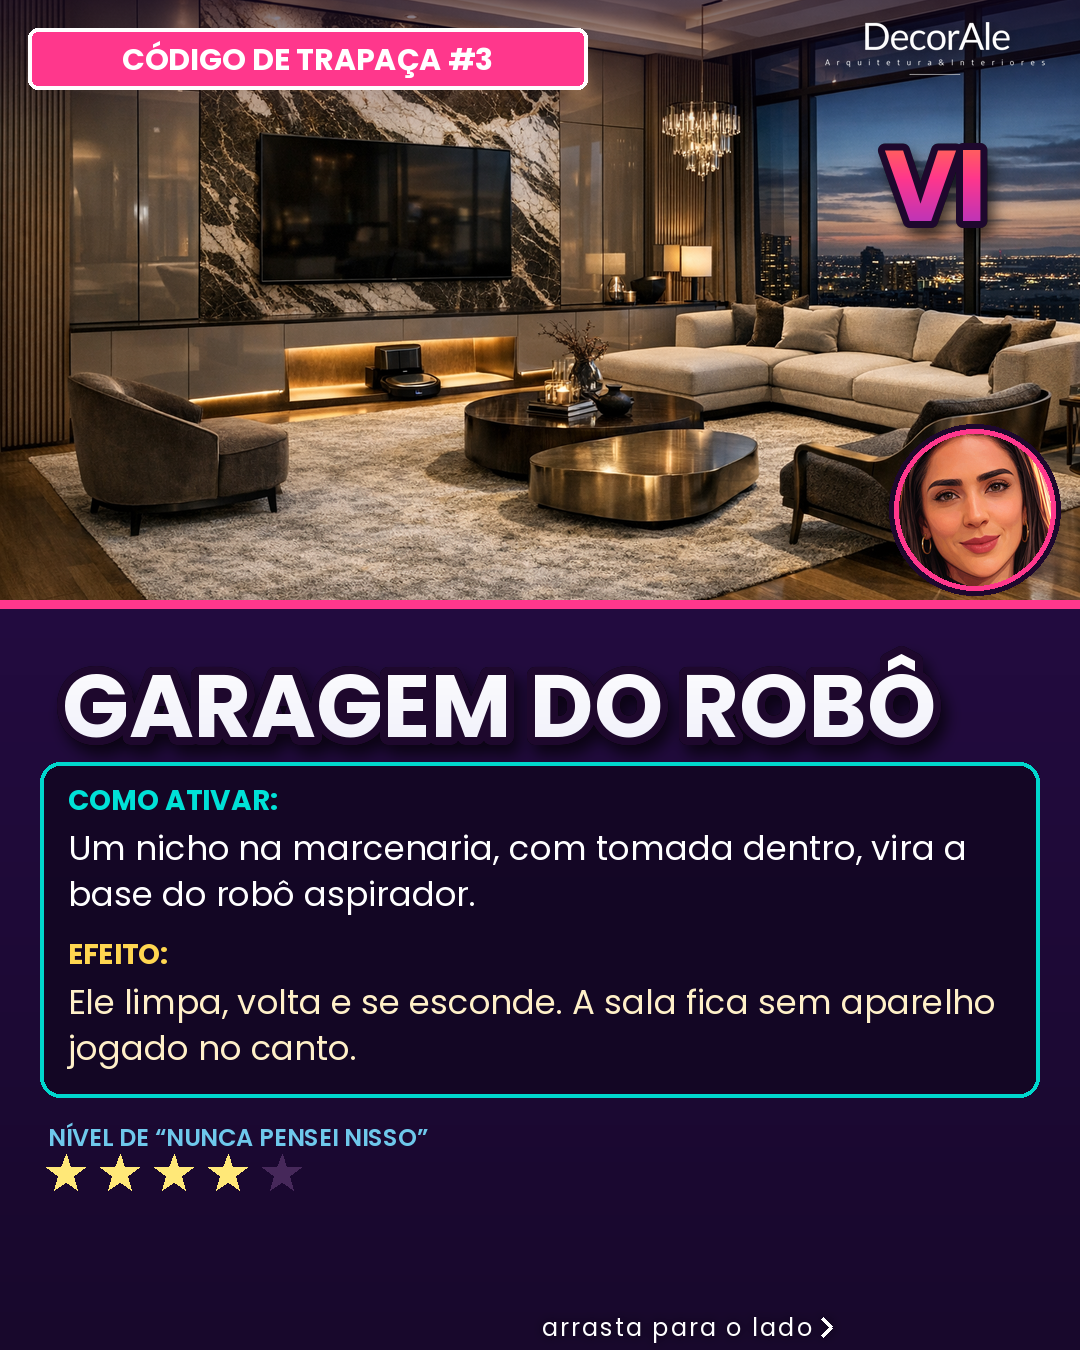 CÓDIGO DE TRAPAÇA #3
DecorAle
Arquitetura&Interiores
VI
GARAGEM DO ROBÔ
COMO ATIVAR:
Um nicho na marcenaria, com tomada dentro, vira a
base do robô aspirador.
EFEITO:
Ele limpa, volta e se esconde. A sala fica sem aparelho
jogado no canto.
NÍVEL DE “NUNCA PENSEI NISSO”
arrasta para o lado